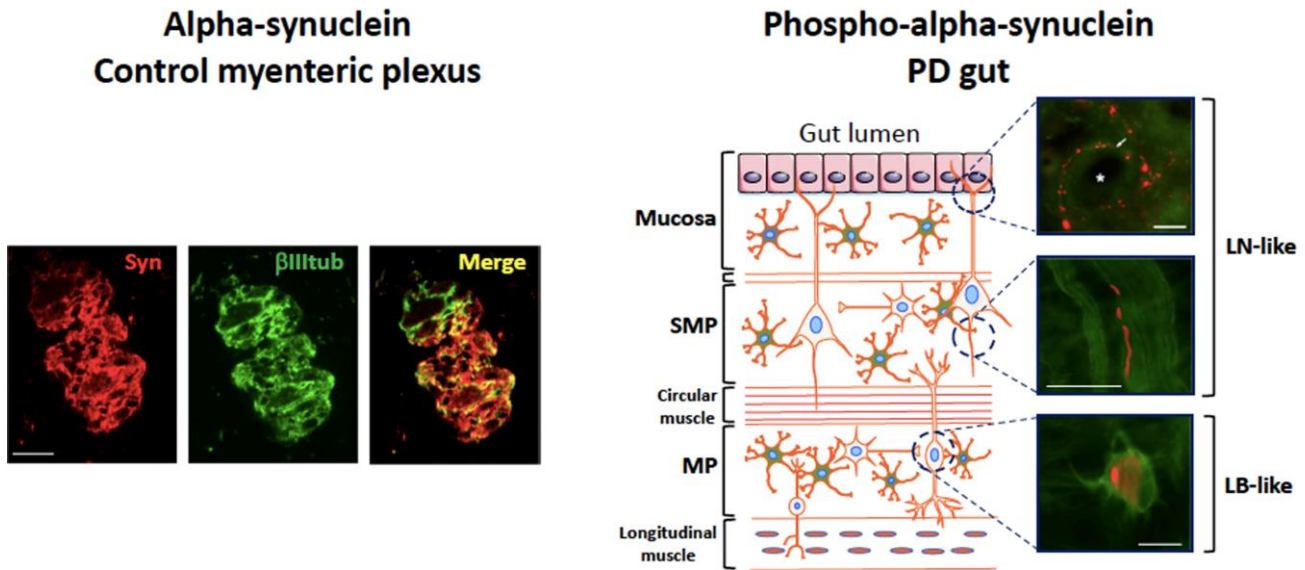 Alpha-synuclein
Control myenteric plexus
Syn
βIIItub
Merge
Phospho-alpha-synuclein
PD gut
Gut lumen
Mucosa
SMP
Circular
muscle
MP
Longitudinal
muscle
*
LN-like
LB-like